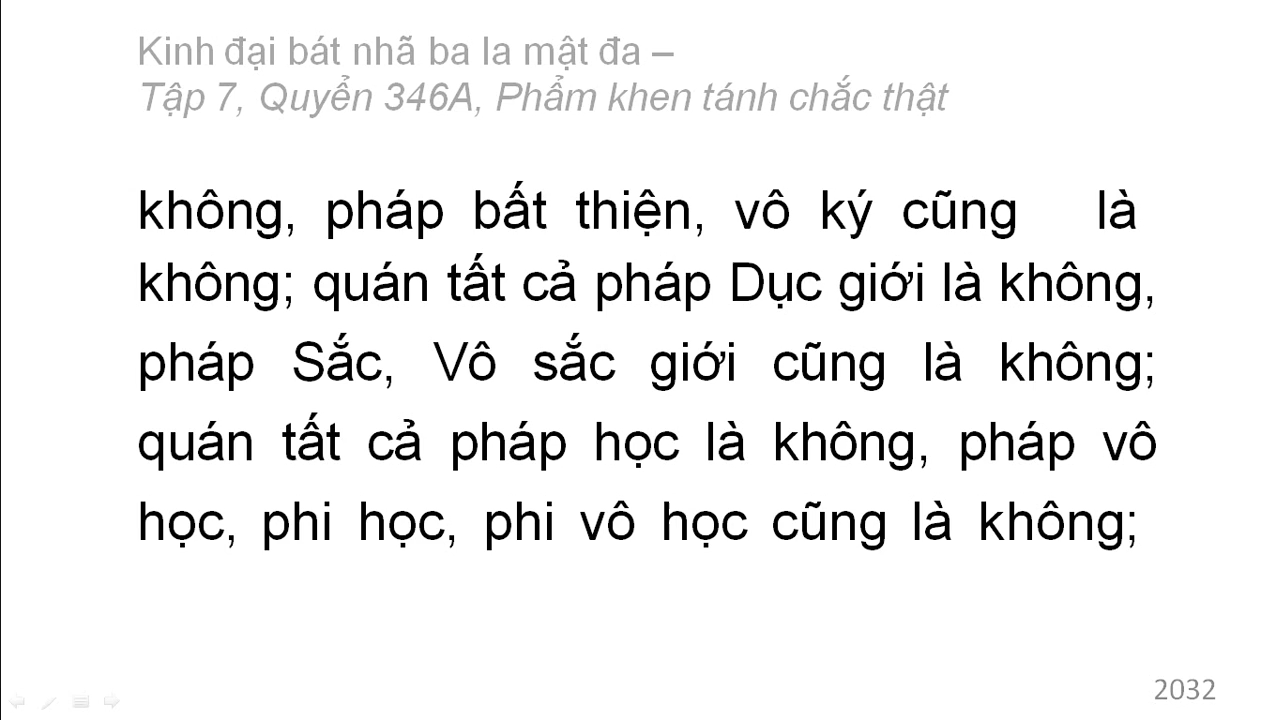 Kinh đại bát nhã ba la mật đa –
Tập 7, Quyển 346A, Phẩm khen tánh chắc thật
không, pháp bất thiện, vô ký cũng là
không; quán tất cả pháp Dục giới là không,
pháp Sắc, Vô sắc giới cũng là không;
quán tất cả pháp học là không, pháp vô
học, phi học, phi vô học cũng là không;
2032